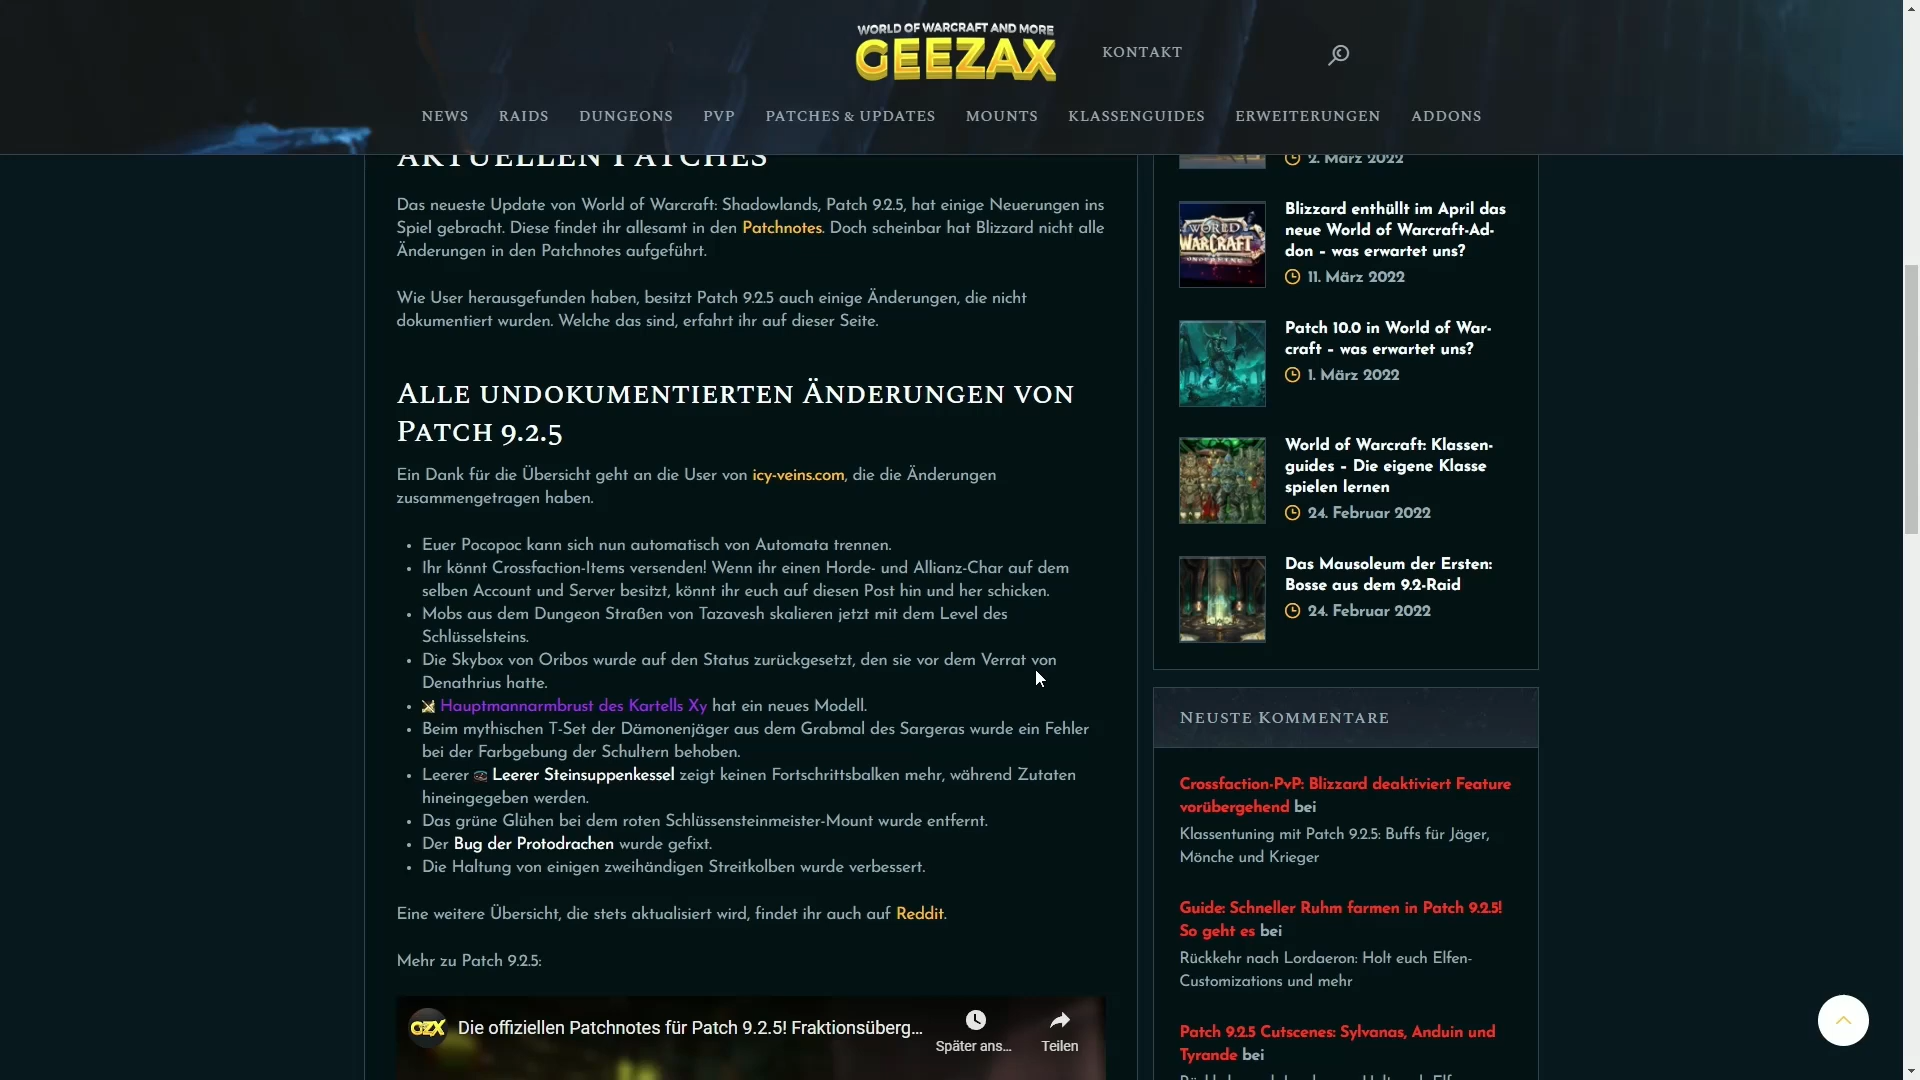 WORLD OF WARCRAFT AND MORE
GEEZAX
KONTAKT
NEWS
RAIDS
DUNGEONS
PVP
PATCHES & UPDATES
MOUNTS
KLASSENGUIDES
ERWEITERUNGEN
ADDONS
AKTUELLEN PATCHES
Das neueste Update von World of Warcraft: Shadowlands, Patch 9.2.5, hat einige Neuerungen ins
Spiel gebracht. Diese findet ihr allesamt in den Patchnotes. Doch scheinbar hat Blizzard nicht alle
Änderungen in den Patchnotes aufgeführt.
Wie User herausgefunden haben, besitzt Patch 9.2.5 auch einige Änderungen, die nicht
dokumentiert wurden. Welche das sind, erfahrt ihr auf dieser Seite.
ALLE UNDOKUMENTIERTEN ÄNDERUNGEN VON
PATCH 9.2.5
Ein Dank für die Übersicht geht an die User von icy-veins.com, die die Änderungen
zusammengetragen haben.
• Euer Pocopoc kann sich nun automatisch von Automata trennen.
• Ihr könnt Crossfaction-Items versenden! Wenn ihr einen Horde- und Allianz-Char auf dem
selben Account und Server besitzt, könnt ihr euch auf diesen Post hin und her schicken.
• Mobs aus dem Dungeon Straßen von Tazavesh skalieren jetzt mit dem Level des
Schlüsselsteins.
• Die Skybox von Oribos wurde auf den Status zurückgesetzt, den sie vor dem Verrat von
Denathrius hatte.
• Hauptmannarmbrust des Kartells Xy hat ein neues Modell.
• Beim mythischen T-Set der Dämonenjäger aus dem Grabmal des Sargeras wurde ein Fehler
bei der Farbgebung der Schultern behoben.
• Leerer Leerer Steinsuppenkessel zeigt keinen Fortschrittsbalken mehr, während Zutaten
hineingegeben werden.
• Das grüne Glühen bei dem roten Schlüssensteinmeister-Mount wurde entfernt.
• Der Bug der Protodrachen wurde gefixt.
• Die Haltung von einigen zweihändigen Streitkolben wurde verbessert.
Eine weitere Übersicht, die stets aktualisiert wird, findet ihr auch auf Reddit.
Mehr zu Patch 9.2.5:
GZX
Die offiziellen Patchnotes für Patch 9.2.5! Fraktionsüberg...
Später ans...
Teilen
2. März 2022
WORLD
WARCRAFT
Blizzard enthüllt im April das
neue World of Warcraft-Ad-
don – was erwartet uns?
11. März 2022
Patch 10.0 in World of War-
craft – was erwartet uns?
1. März 2022
World of Warcraft: Klassen-
guides – Die eigene Klasse
spielen lernen
24. Februar 2022
Das Mausoleum der Ersten:
Bosse aus dem 9.2-Raid
24. Februar 2022
NEUSTE KOMMENTARE
Crossfaction-PvP: Blizzard deaktiviert Feature
vorübergehend bei
Klassentuning mit Patch 9.2.5: Buffs für Jäger,
Mönche und Krieger
Guide: Schneller Ruhm farmen in Patch 9.2.5!
So geht es bei
Rückkehr nach Lordaeron: Holt euch Elfen-
Customizations und mehr
Patch 9.2.5 Cutscenes: Sylvanas, Anduin und
Tyrande bei